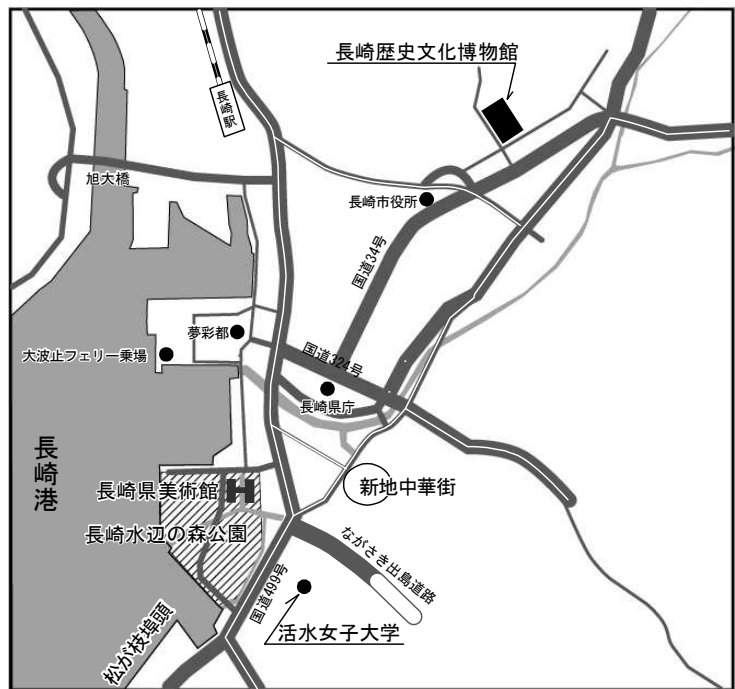 長崎歴史文化博物館
長崎駅
旭大橋
長崎市役所
国道34号
夢彩都
大波止フェリー乗場
国道324号
長崎県庁
長崎港
新地中華街
長崎県美術館
長崎水辺の森公園
ながさき出島道路
国道499号
活水女子大学
松が枝埠頭